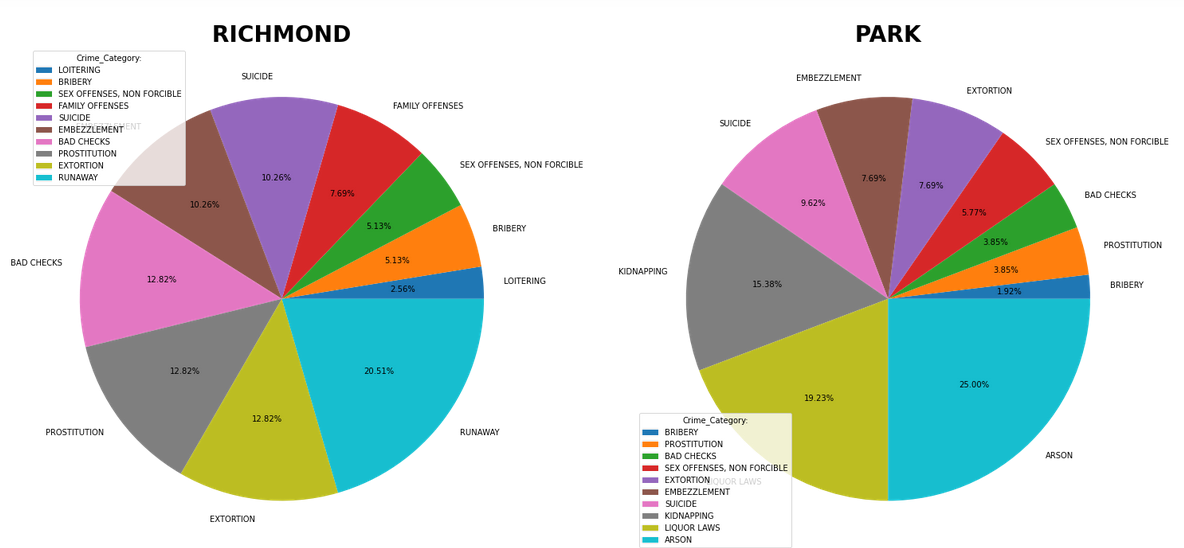 RICHMOND
Crime_Category:
LOITERING
BRIBERY
SEX OFFENSES, NON FORCIBLE
FAMILY OFFENSES
SUICIDE
EMBEZZLEMENT
BAD CHECKS
PROSTITUTION
EXTORTION
RUNAWAY
SUICIDE
FAMILY OFFENSES
EMBEZZLEMENT
SEX OFFENSES, NON FORCIBLE
BRIBERY
BAD CHECKS
LOITERING
PROSTITUTION
RUNAWAY
EXTORTION
10.26%
7.69%
10.26%
5.13%
5.13%
12.82%
2.56%
12.82%
20.51%
12.82%
PARK
EMBEZZLEMENT
EXTORTION
SUICIDE
SEX OFFENSES, NON FORCIBLE
BAD CHECKS
PROSTITUTION
KIDNAPPING
BRIBERY
ARSON
LIQUOR LAWS
7.69%
7.69%
9.62%
5.77%
3.85%
3.85%
15.38%
1.92%
25.00%
19.23%
Crime_Category:
BRIBERY
PROSTITUTION
BAD CHECKS
SEX OFFENSES, NON FORCIBLE
EXTORTION
EMBEZZLEMENT
SUICIDE
KIDNAPPING
LIQUOR LAWS
ARSON